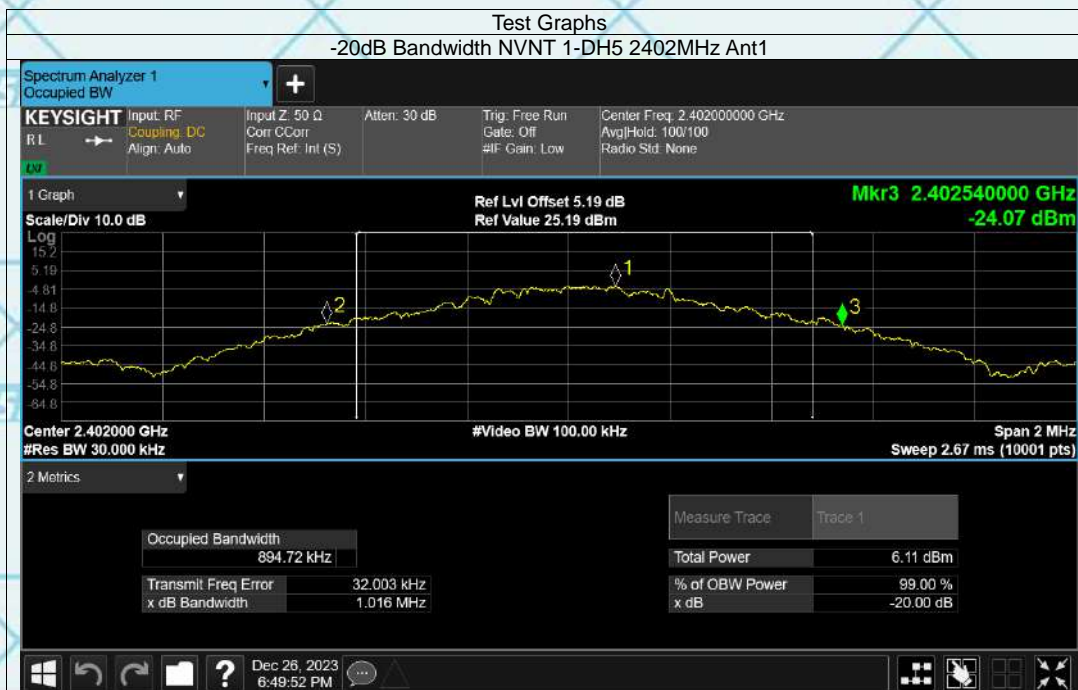 Test Graphs
-20dB Bandwidth NVNT 1-DH5 2402MHz Ant1
Spectrum Analyzer 1
Occupied BW
+
KEYSIGHT
R L
LXI
Input: RF
Coupling: DC
Align: Auto
Input Z: 50 Ω
Corr CCorr
Freq Ref: Int (S)
Atten: 30 dB
Trig: Free Run
Gate: Off
#IF Gain: Low
Center Freq: 2.402000000 GHz
Avg|Hold: 100/100
Radio Std: None
1 Graph
Scale/Div 10.0 dB
Ref Lvl Offset 5.19 dB
Ref Value 25.19 dBm
Mkr3 2.402540000 GHz
-24.07 dBm
Log
15.2
5.19
-4.81
-14.8
-24.8
-34.8
-44.8
-54.8
-64.8
1
2
3
Center 2.402000 GHz
#Video BW 100.00 kHz
Span 2 MHz
#Res BW 30.000 kHz
Sweep 2.67 ms (10001 pts)
2 Metrics
Measure Trace Trace 1
Occupied Bandwidth
894.72 kHz
Total Power 6.11 dBm
Transmit Freq Error 32.003 kHz
% of OBW Power 99.00 %
x dB Bandwidth 1.016 MHz
x dB -20.00 dB
?
Dec 26, 2023
6:49:52 PM